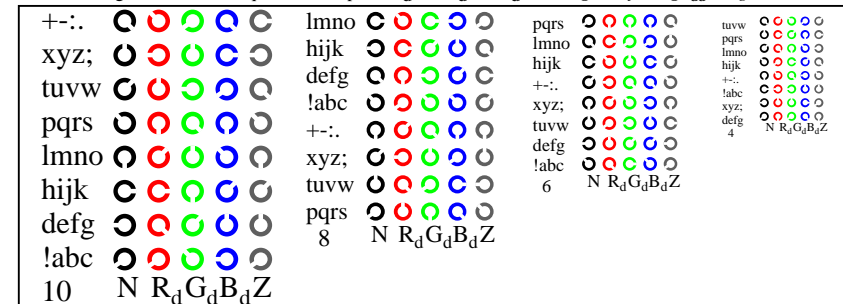 +-:.
xyz;
tuvw
pqrs
lmno
hijk
defg
!abc
10 N RdGdBdZ
lmno
hijk
defg
!abc
+-:.
xyz;
tuvw
pqrs
8 N RdGdBdZ
pqrs
lmno
hijk
+-:.
xyz;
tuvw
defg
!abc
6 N RdGdBdZ
tuvw
pqrs
lmno
hijk
+-:.
!abc
xyz;
defg
4 N RdGdBdZ